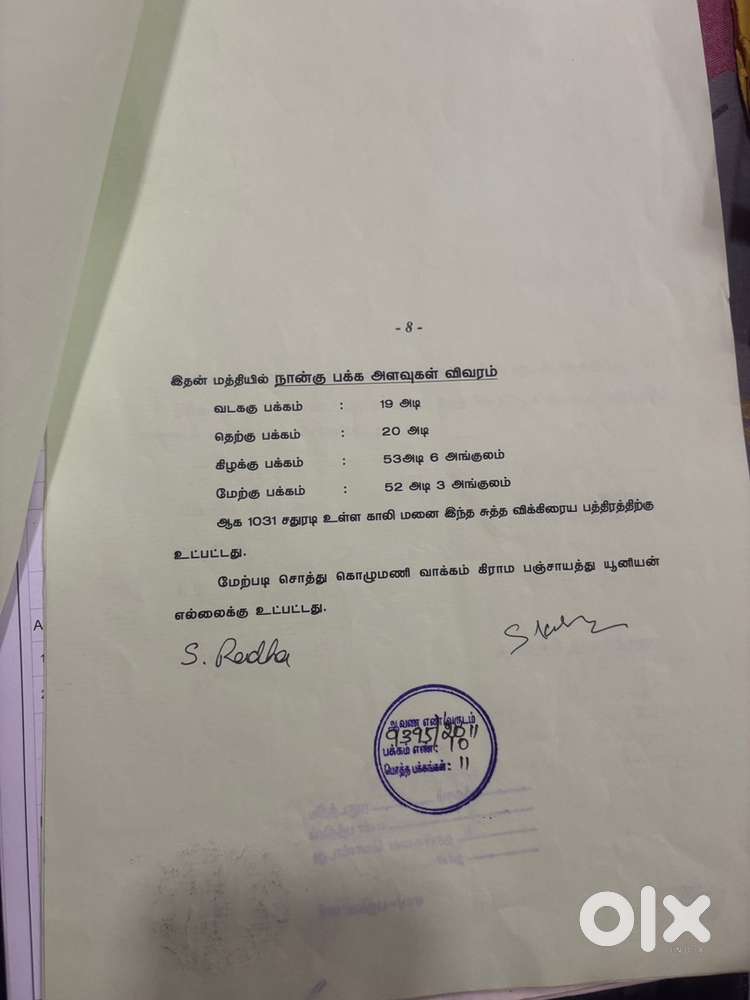 - 8 -
இதன் மத்தியில் நான்கு பக்க அளவுகள் விவரம்
வடககு பக்கம் : 19 அடி
தெற்கு பக்கம் : 20 அடி
கிழக்கு பக்கம் : 53அடி 6 அங்குலம்
மேற்கு பக்கம் : 52 அடி 3 அங்குலம்
ஆக 1031 சதுரடி உள்ள காலி மனை இந்த சுத்த விக்கிரைய பத்திரத்திற்கு
உட்பட்டது.
மேற்படி சொத்து கொழுமணி வாக்கம் கிராம பஞ்சாயத்து யூனியன்
எல்லைக்கு உட்பட்டது.
S. Radha
ஆவண எண்/வருடம்
9395/2011
பக்கம் எண்: 10
மொத்த பக்கங்கள்: 11
olx